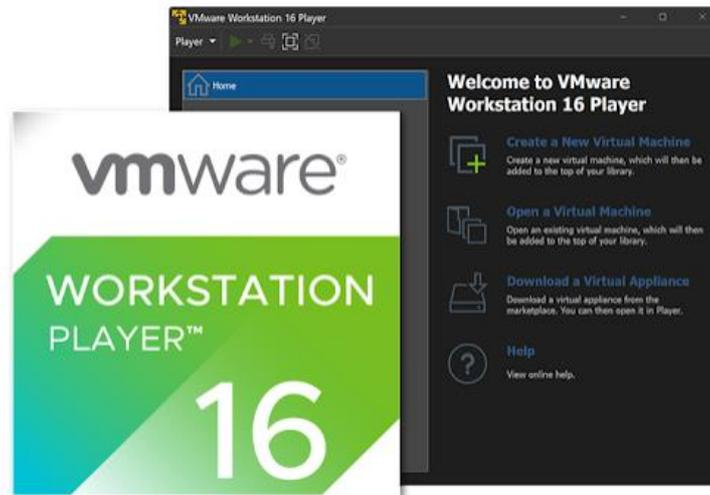 VMware Workstation 16 Player
Player
Home
Welcome to VMware
Workstation 16 Player
Create a New Virtual Machine
Create a new virtual machine, which will then be
added to the top of your library.
Open a Virtual Machine
Open an existing virtual machine, which will then
be added to the top of your library.
Download a Virtual Appliance
Download a virtual appliance from the
marketplace. You can then open it in Player.
Help
View online help.
vmware®
WORKSTATION
PLAYER™
16